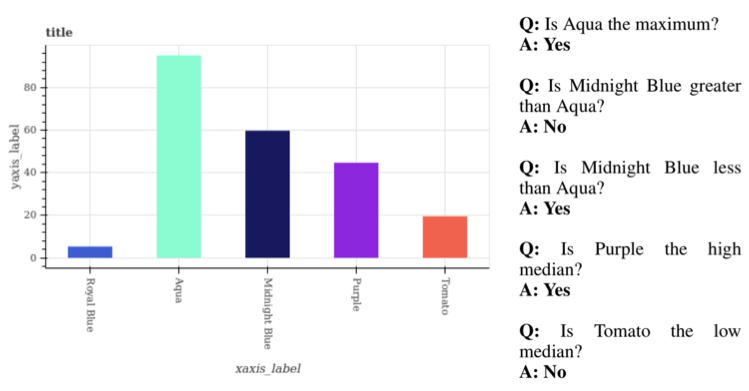 title
80
60
40
20
0
yaxis_label
Royal Blue
Aqua
Midnight Blue
Purple
Tomato
xaxis_label
Q: Is Aqua the maximum?
A: Yes
Q: Is Midnight Blue greater
than Aqua?
A: No
Q: Is Midnight Blue less
than Aqua?
A: Yes
Q: Is Purple the high
median?
A: Yes
Q: Is Tomato the low
median?
A: No